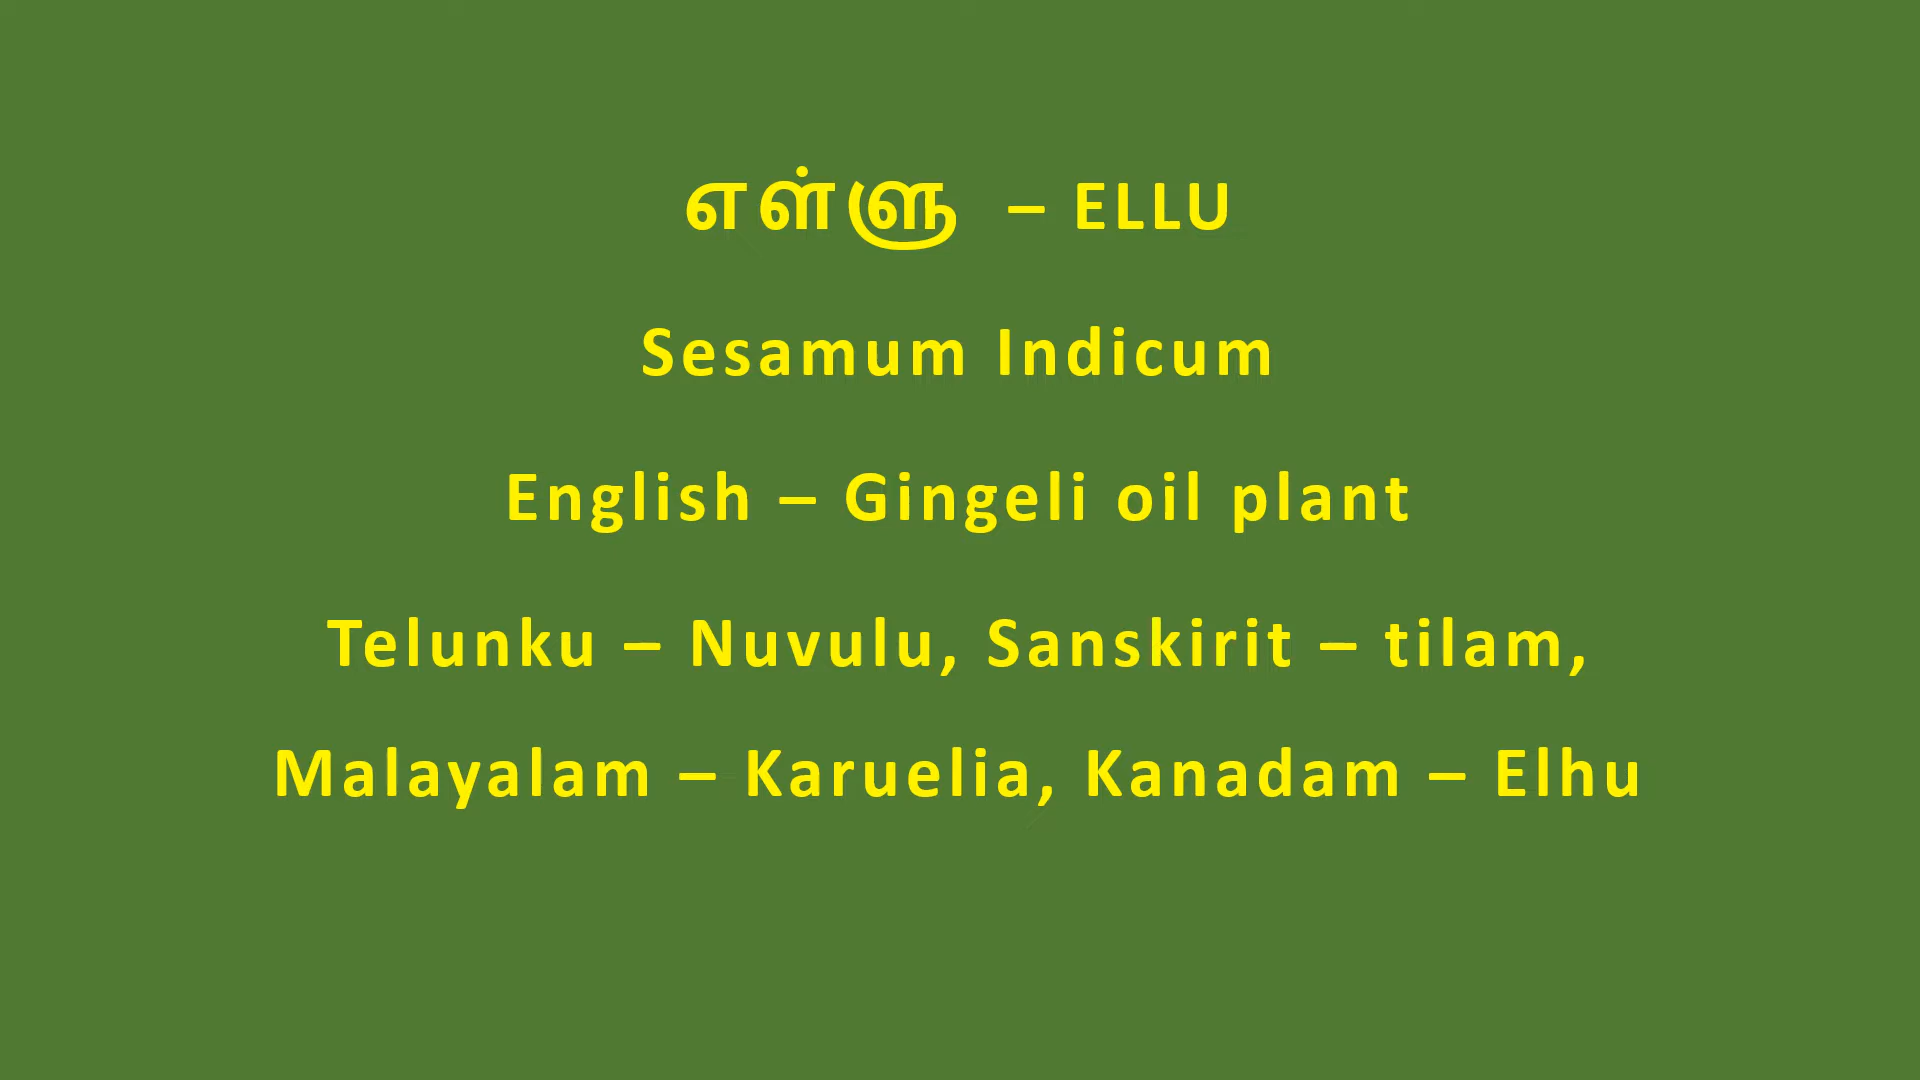 எள்ளு – ELLU
Sesamum Indicum
English – Gingeli oil plant
Telunku – Nuvulu, Sanskirit – tilam,
Malayalam – Karuelia, Kanadam – Elhu